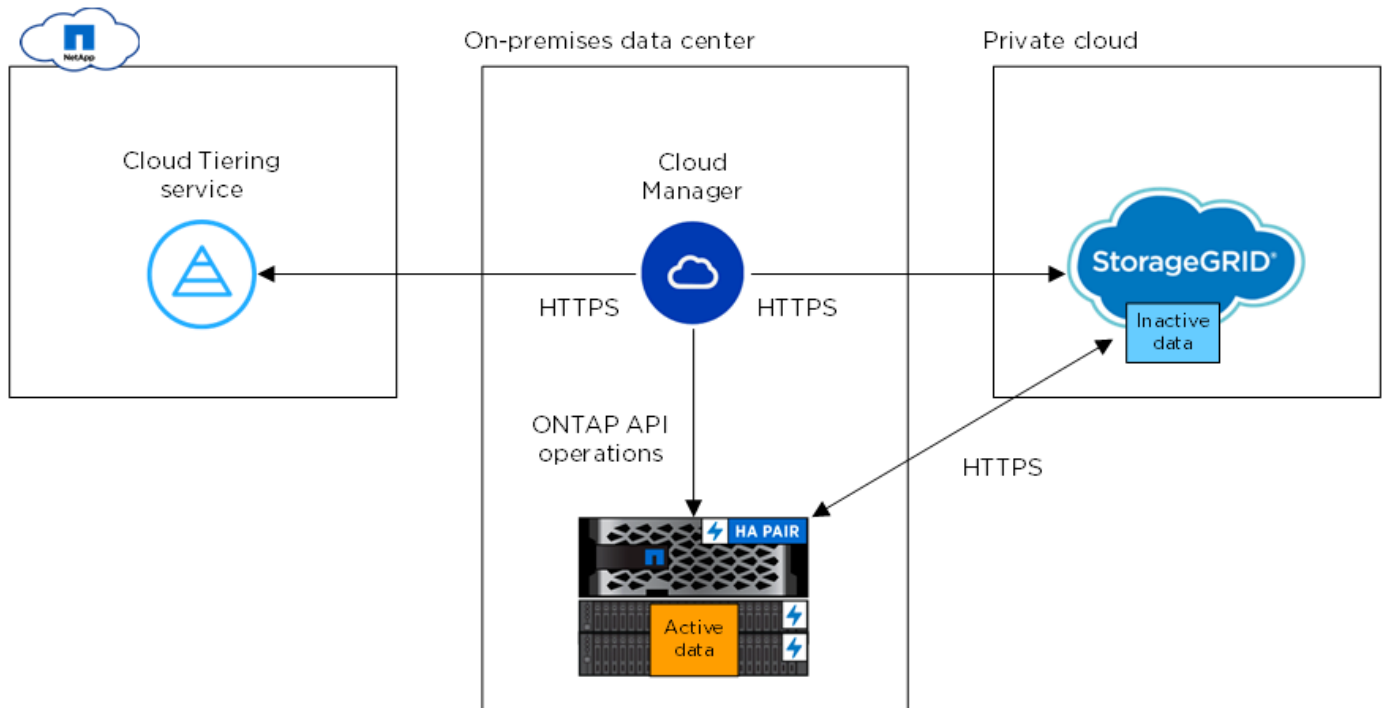 NetApp
On-premises data center
Private cloud
Cloud Tiering
service
Cloud
Manager
StorageGRID®
Inactive
data
HTTPS
HTTPS
ONTAP API
operations
HTTPS
HA PAIR
Active
data